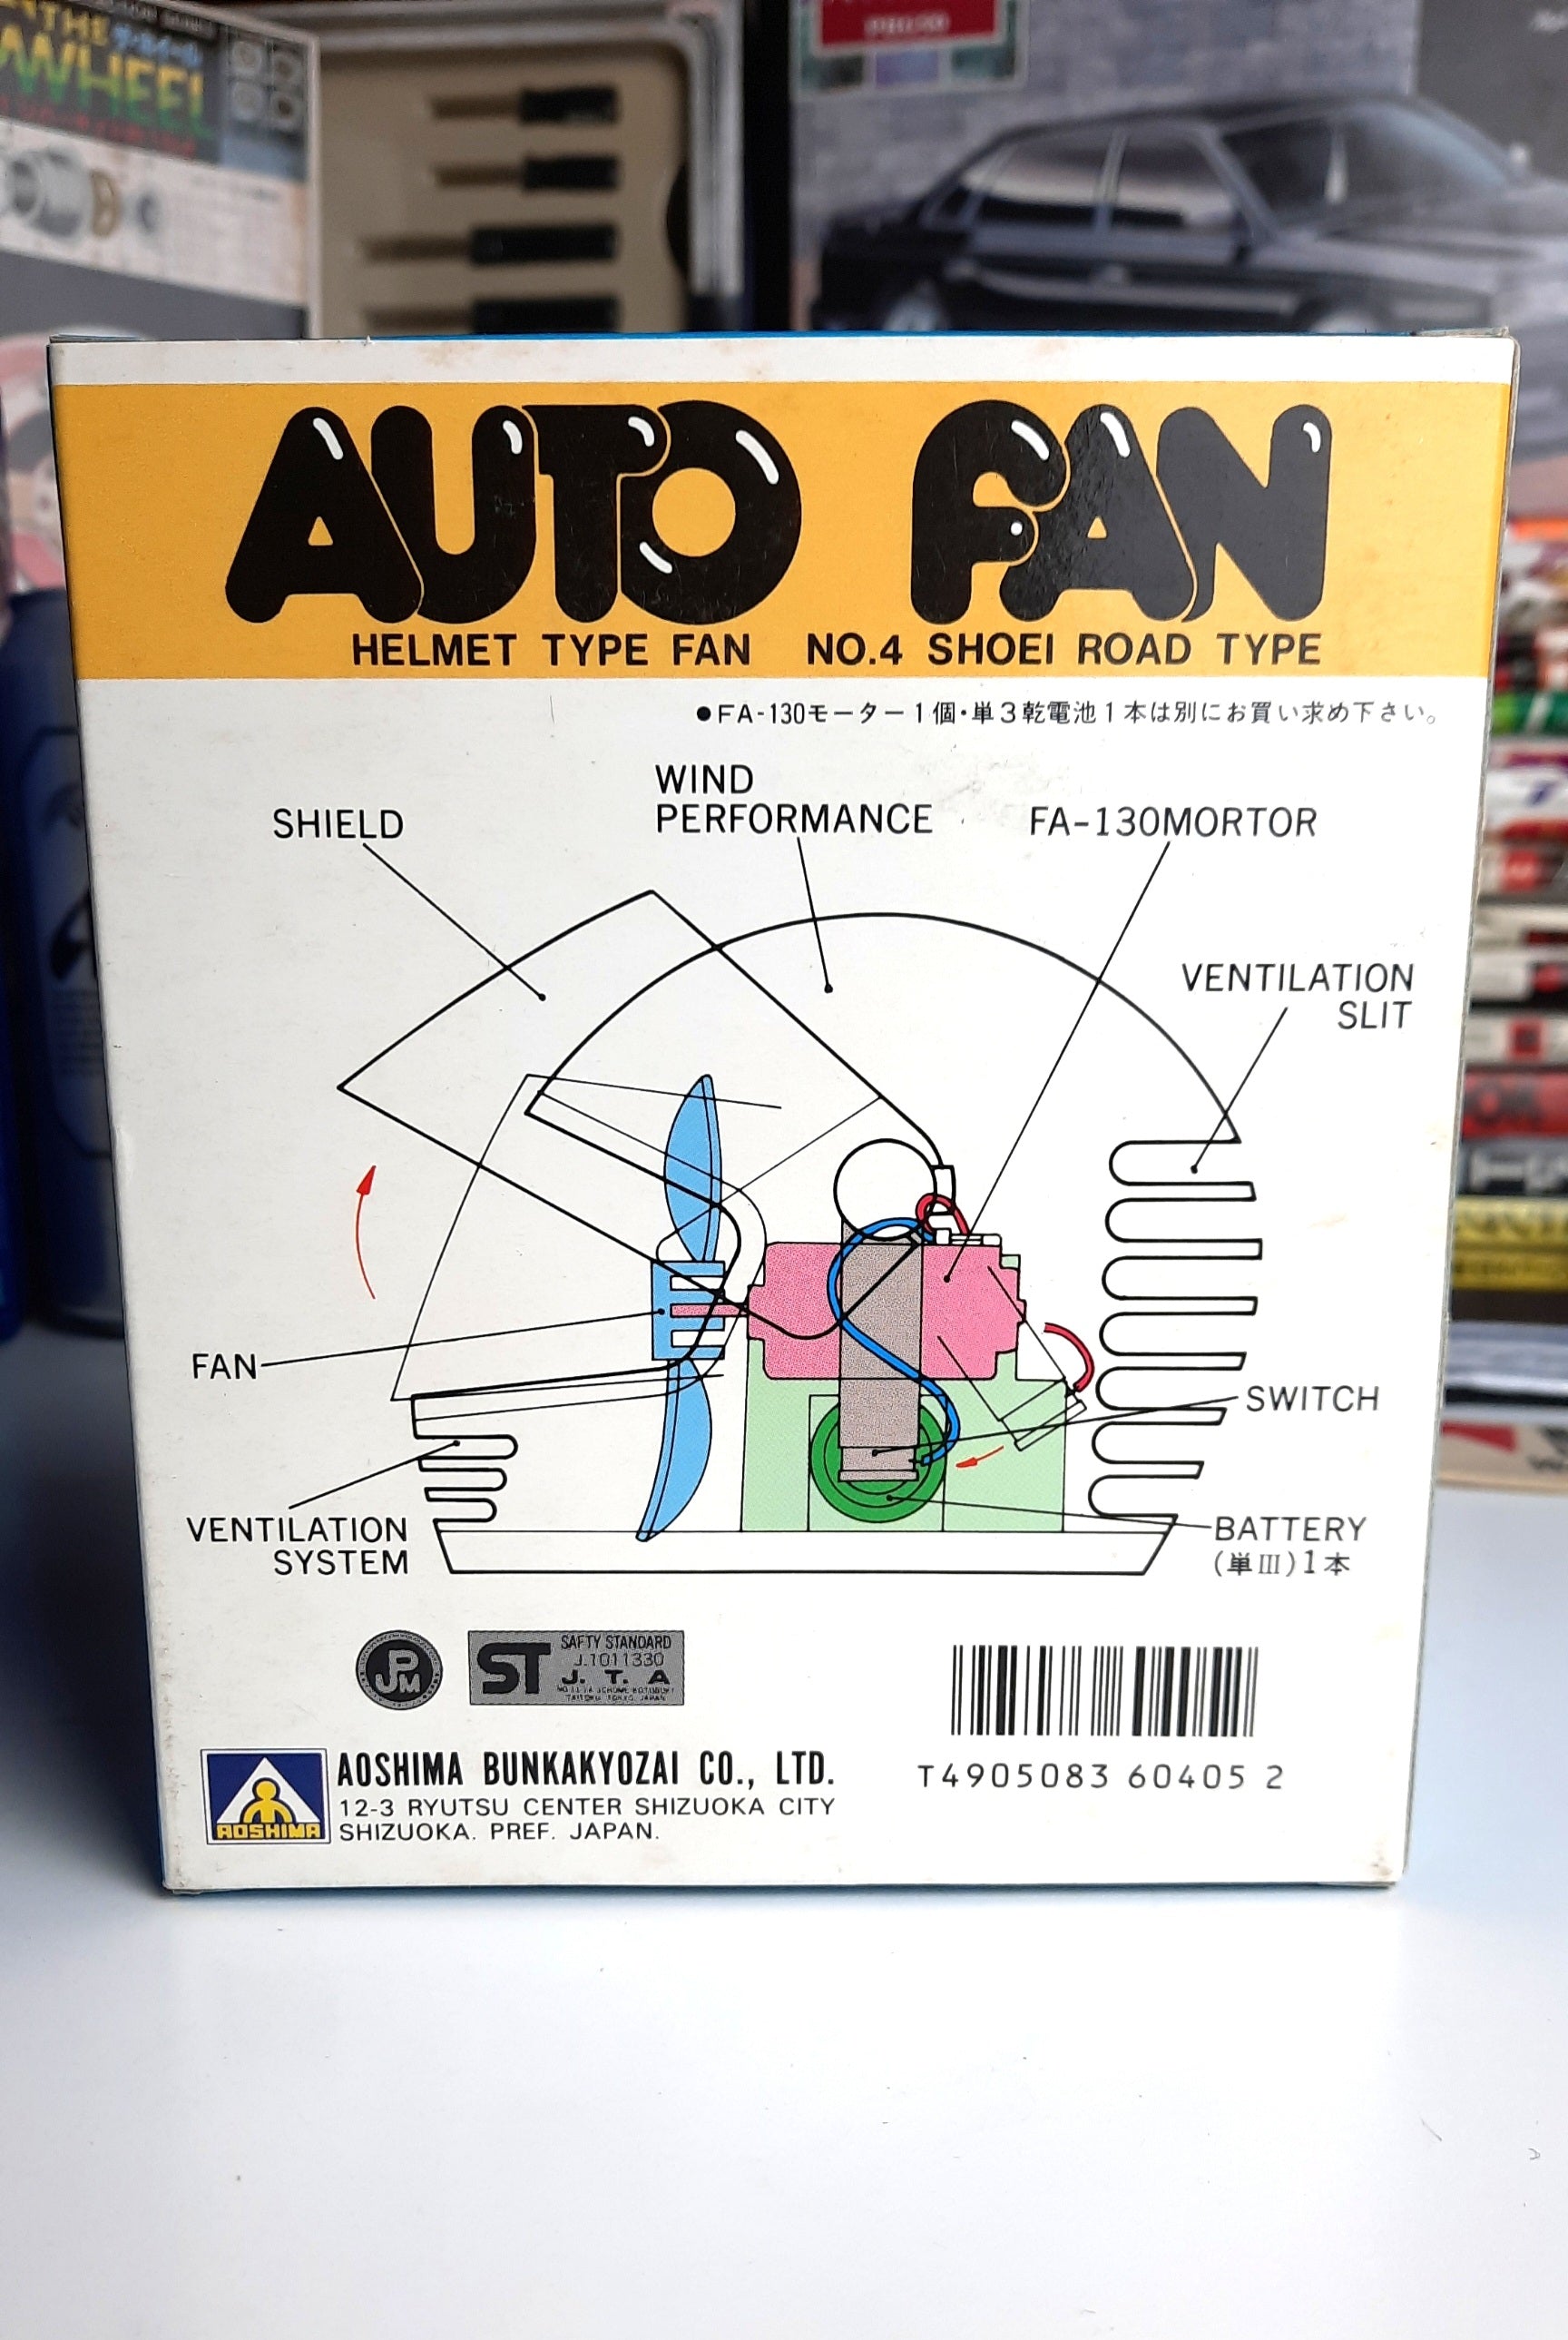 THE
WHEEL
AUTO FAN
HELMET TYPE FAN NO.4 SHOEI ROAD TYPE
●FA-130モーター1個・単3乾電池1本は別にお買い求め下さい。
WIND
PERFORMANCE
SHIELD
FA-130MORTOR
VENTILATION
SLIT
FAN
SWITCH
VENTILATION
SYSTEM
BATTERY
(単III)1本
JPM
ST
SAFTY STANDARD
J.1011330
J. T. A
AOSHIMA BUNKAKYOZAI CO., LTD.
12-3 RYUTSU CENTER SHIZUOKA CITY
SHIZUOKA. PREF. JAPAN.
AOSHIMA
T4905083 60405 2